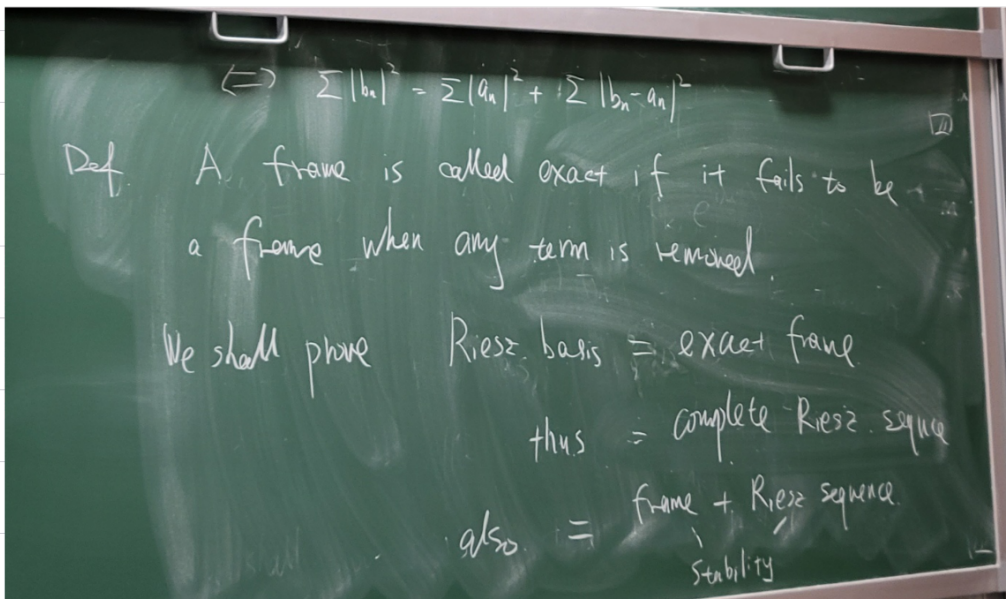 ⇔ Σ|bₙ|² = Σ|aₙ|² + Σ|bₙ-aₙ|²
Def. A frame is called exact if it fails to be
a frame when any term is removed.
We shall prove Riesz basis = exact frame.
thus = complete Riesz sequnce
also = frame + Riesz sequence.
stability